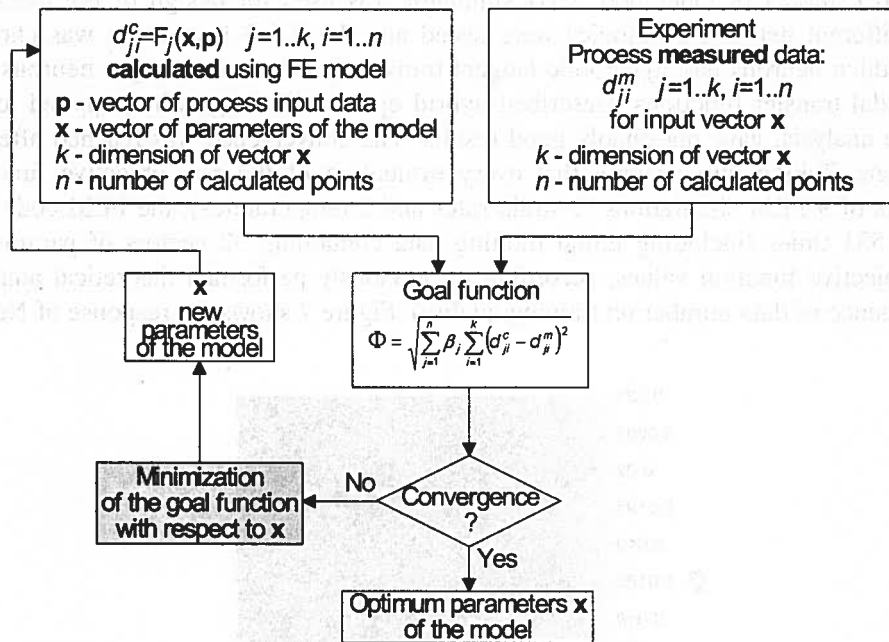 d^c_ji=F_j(x,p)   j=1..k, i=1..n
calculated using FE model
p - vector of process input data
x - vector of parameters of the model
k - dimension of vector x
n - number of calculated points
Experiment
Process measured data:
d^m_ji   j=1..k, i=1..n
for input vector x
k - dimension of vector x
n - number of calculated points
x
new
parameters
of the model
Goal function
Φ = √(∑_{j=1}^{n} β_j ∑_{i=1}^{k} (d^c_ji − d^m_ji)^2)
Minimization
of the goal function
with respect to x
No
Convergence
?
Yes
Optimum parameters x
of the model